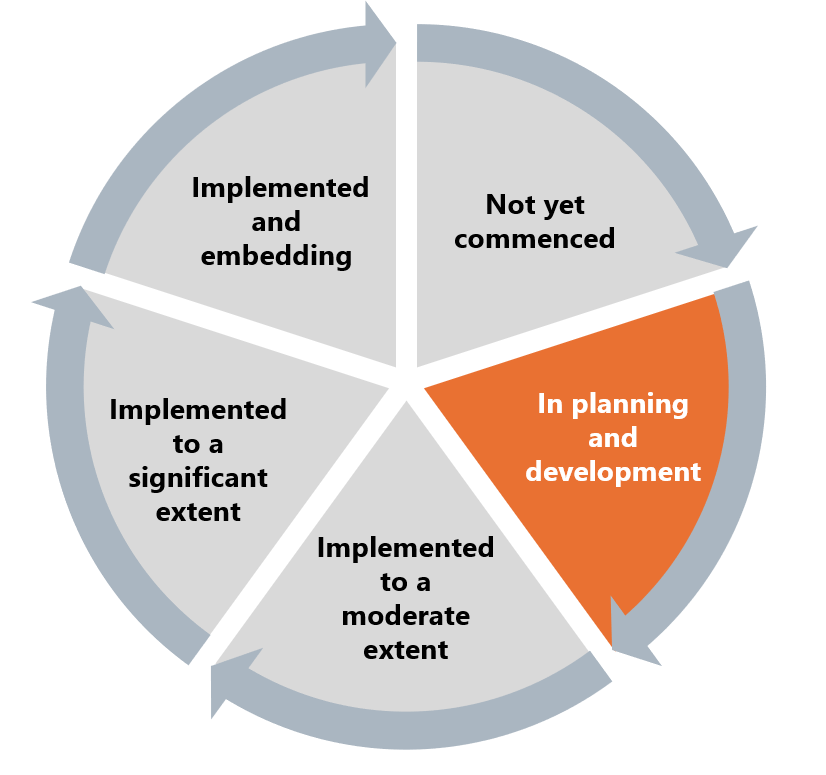 Not yet
commenced
In planning
and
development
Implemented
to a
moderate
extent
Implemented
to a
significant
extent
Implemented
and
embedding